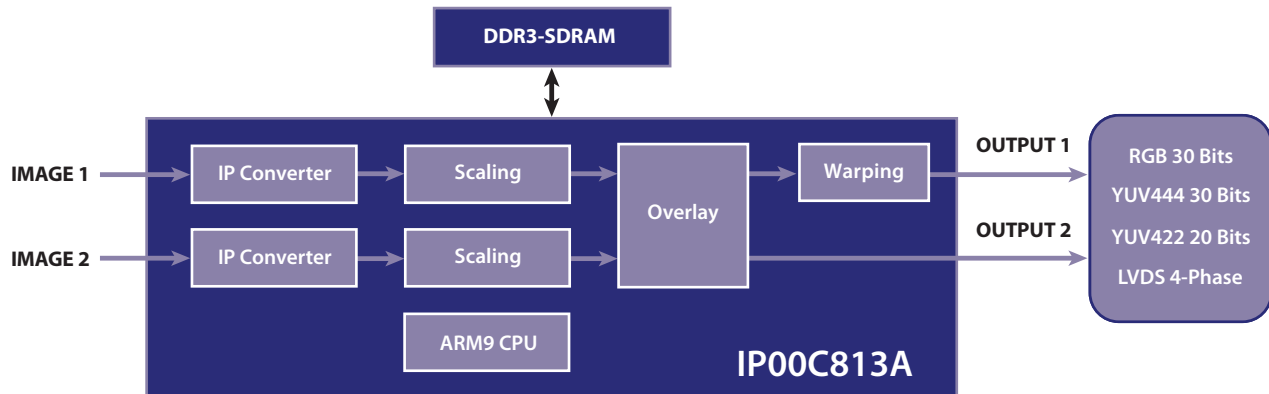 DDR3-SDRAM
IMAGE 1
IP Converter
Scaling
Overlay
Warping
OUTPUT 1
IMAGE 2
IP Converter
Scaling
OUTPUT 2
RGB 30 Bits
YUV444 30 Bits
YUV422 20 Bits
LVDS 4-Phase
ARM9 CPU
IP00C813A